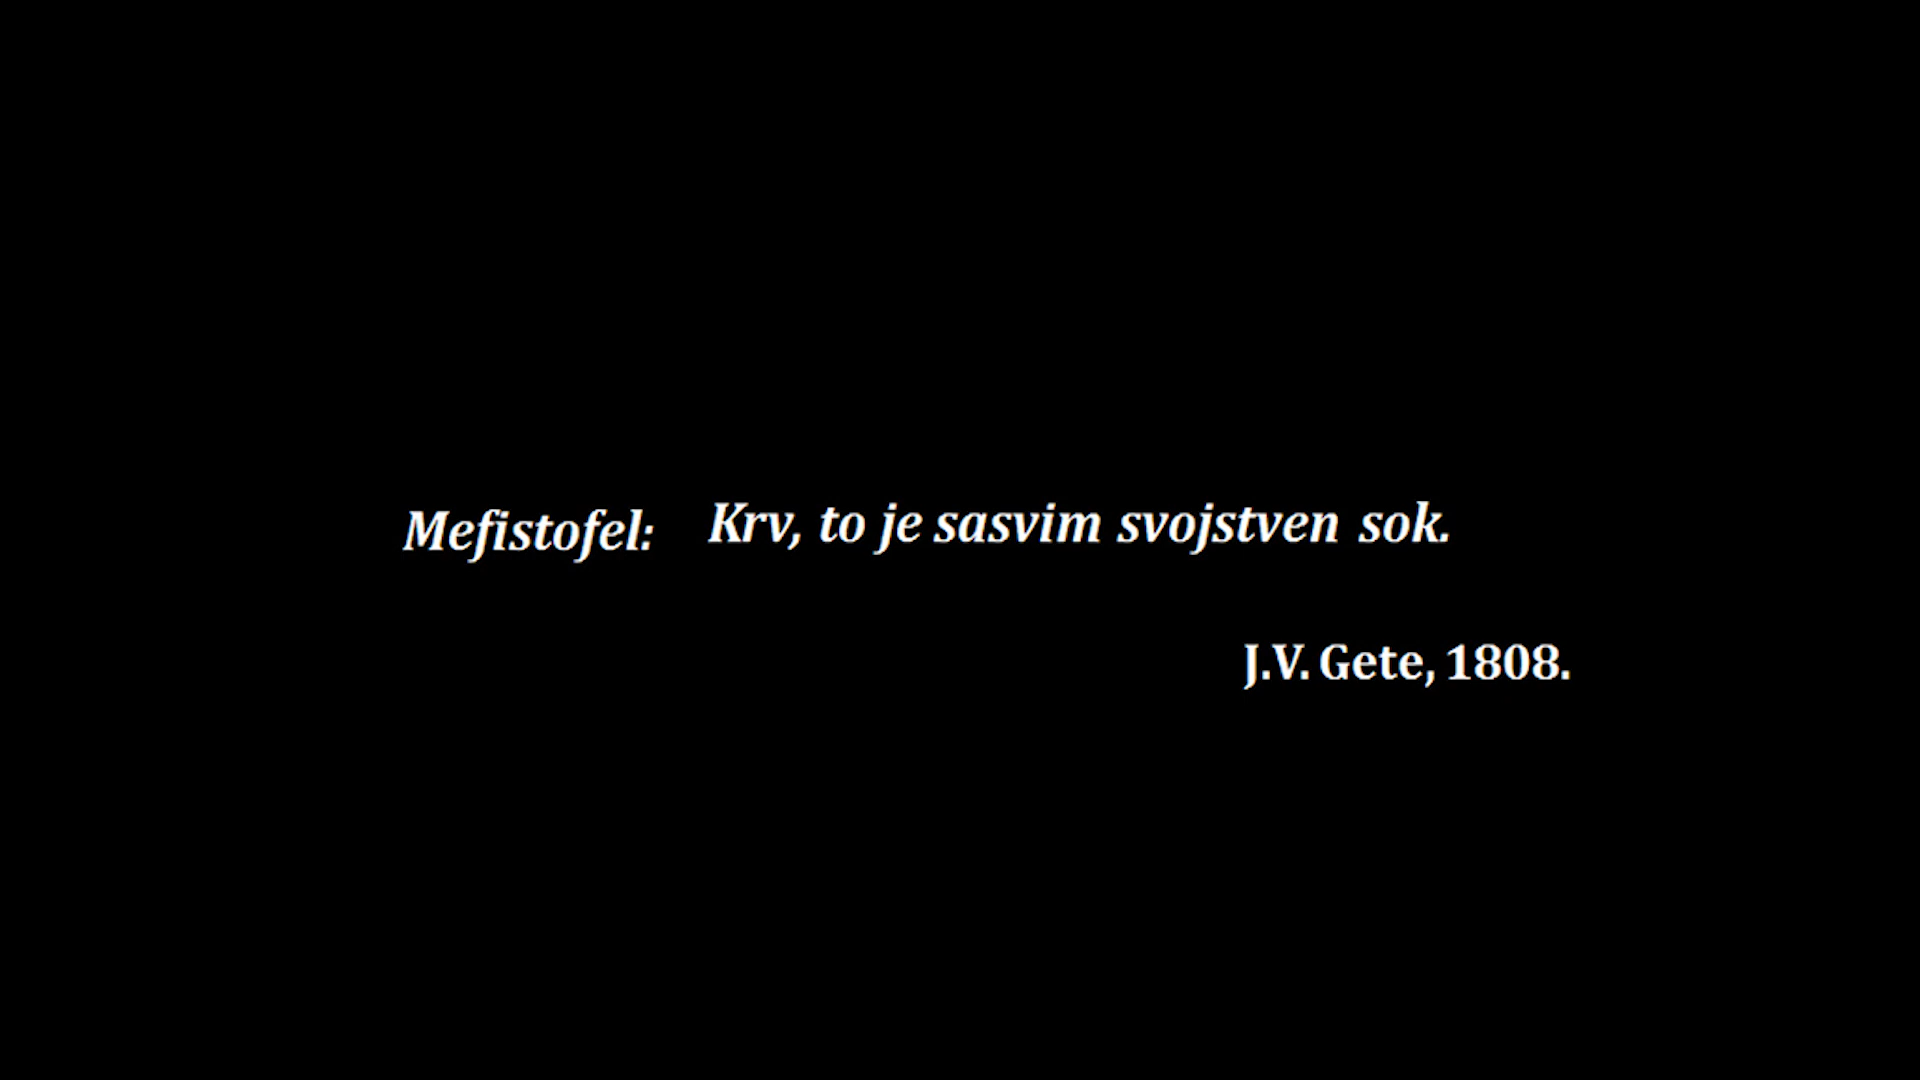 Mefistofel: Krv, to je sasvim svojstven sok.
J.V. Gete, 1808.